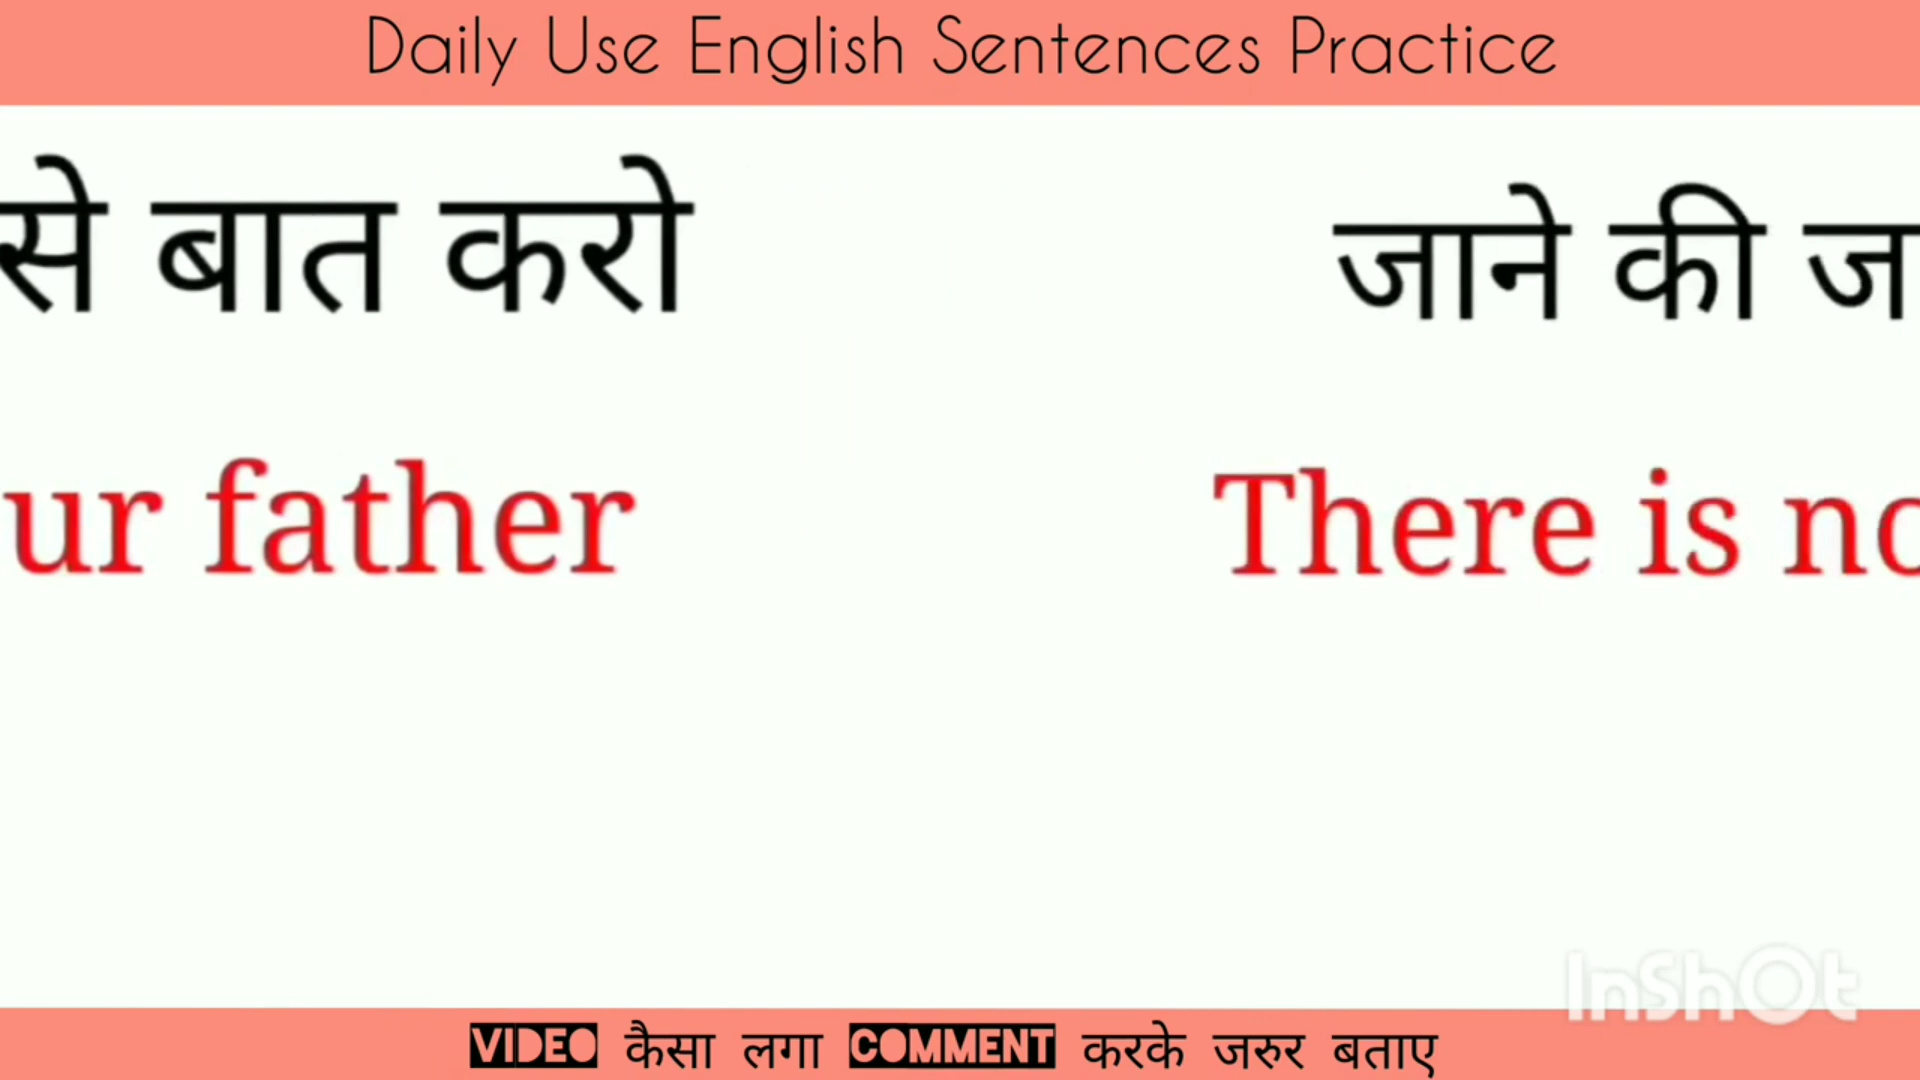 Daily Use English Sentences Practice
से बात करो
जाने की ज
ur father
There is no
InShOt
VIDEO कैसा लगा COMMENT करके जरुर बताए